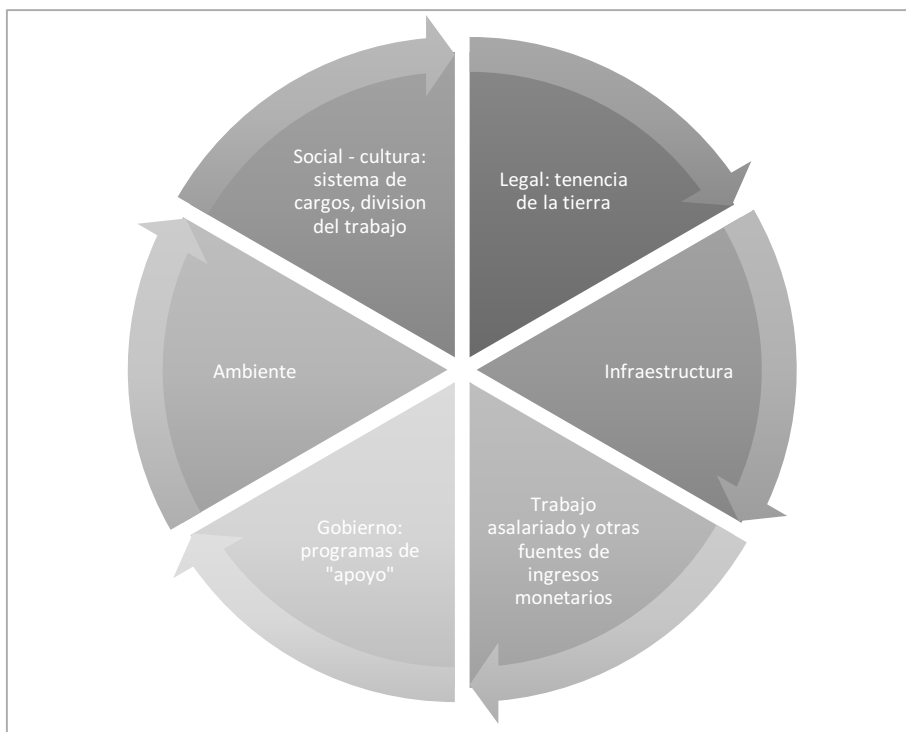 Social - cultura:
sistema de
cargos, division
del trabajo
Legal: tenencia
de la tierra
Infraestructura
Trabajo
asalariado y otras
fuentes de
ingresos
monetarios
Gobierno:
programas de
"apoyo"
Ambiente